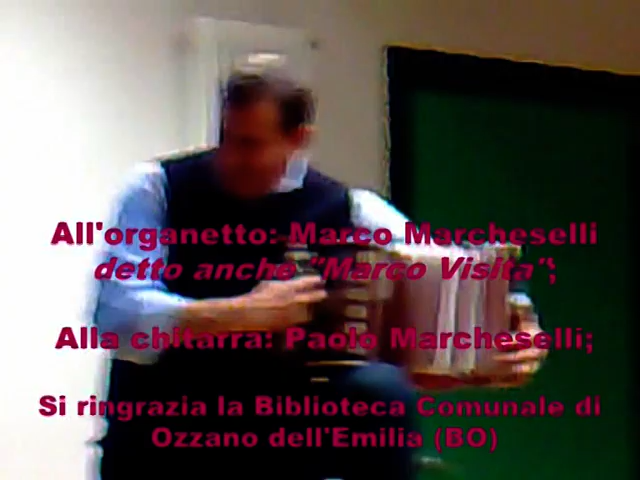 All'organetto: Marco Marcheselli
detto anche "Marco Visita";
Alla chitarra: Paolo Marcheselli;
Si ringrazia la Biblioteca Comunale di
Ozzano dell'Emilia (BO)